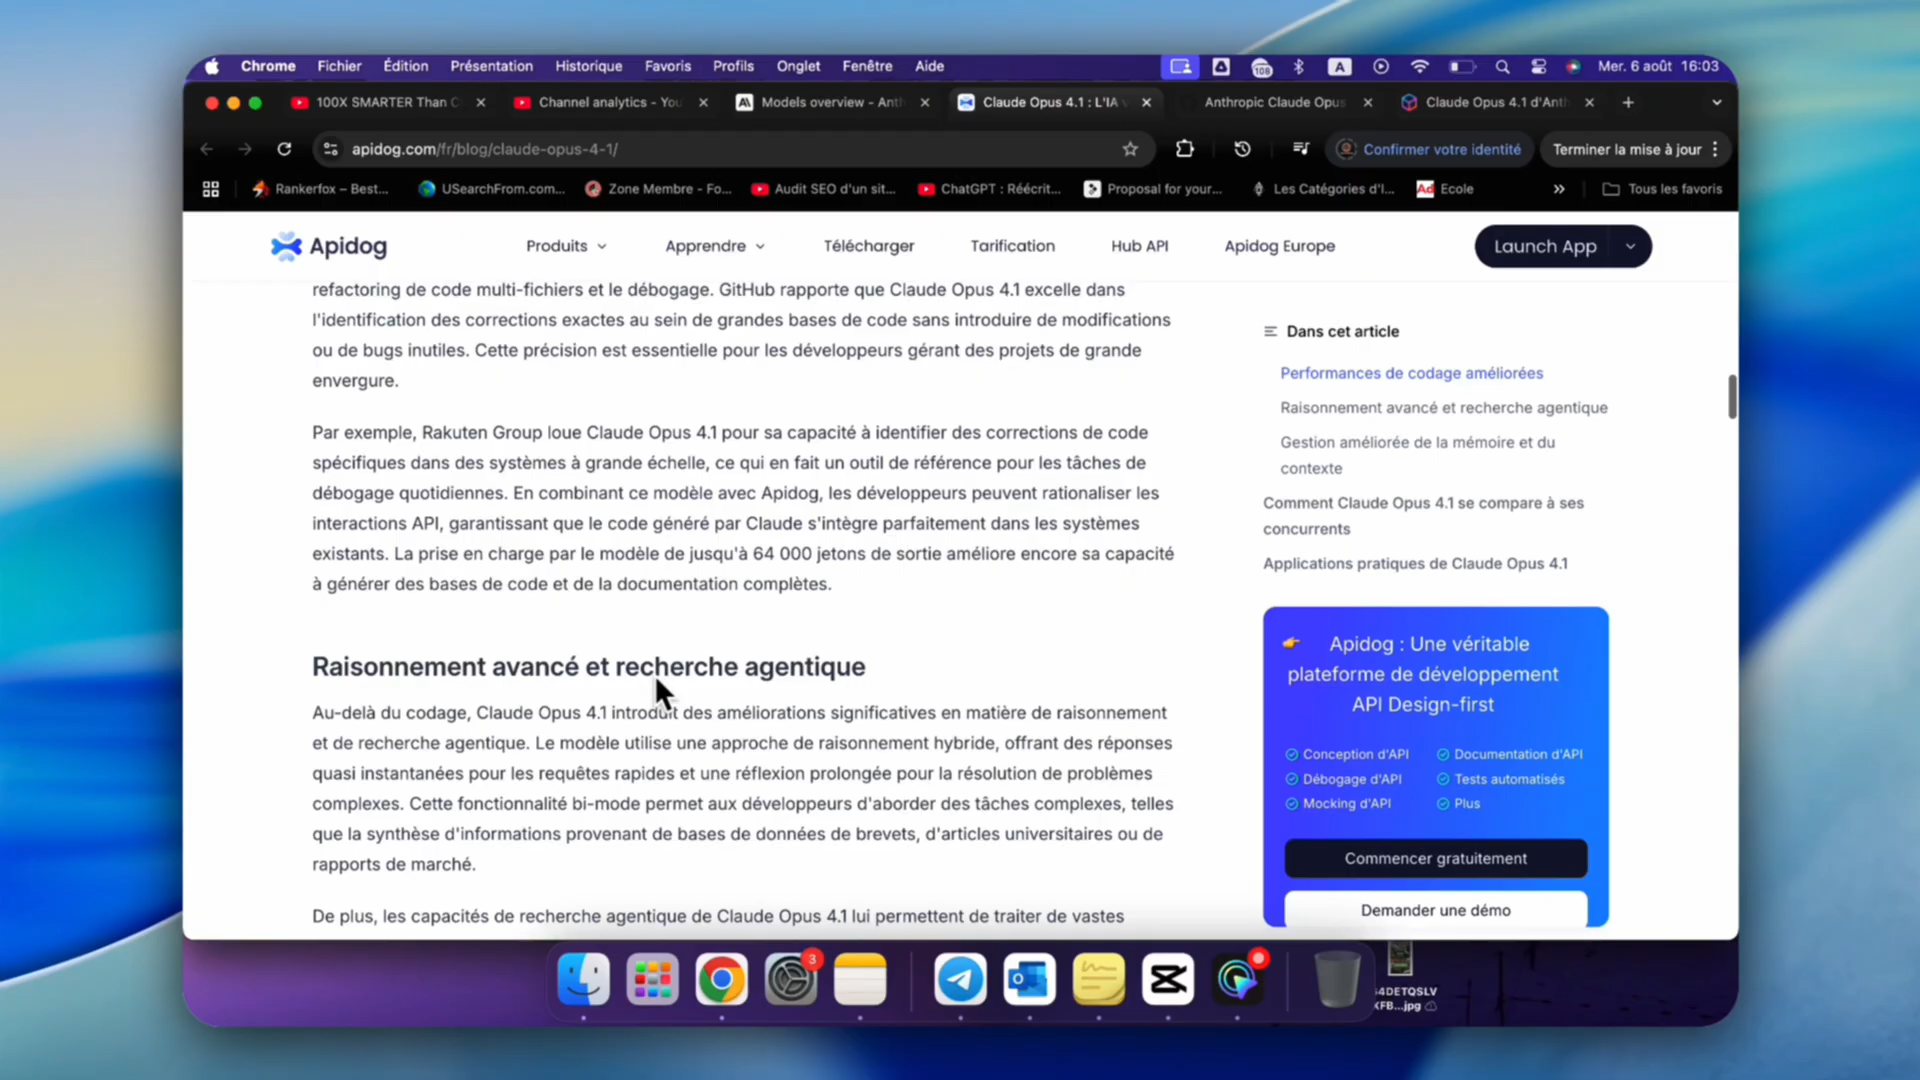 Chrome Fichier Édition Présentation Historique Favoris Profils Onglet Fenêtre Aide 108 A Mer. 6 août 16:03
100X SMARTER Than C
Channel analytics - You
Models overview - Anth
Claude Opus 4.1 : L'IA
Anthropic Claude Opus
Claude Opus 4.1 d'Anth
apidog.com/fr/blog/claude-opus-4-1/
Confirmer votre identité
Terminer la mise à jour
Rankerfox – Best...
USearchFrom.com...
Zone Membre - Fo...
Audit SEO d'un sit...
ChatGPT : Réécrit...
Proposal for your...
Les Catégories d'I...
Ad Ecole
Tous les favoris
Apidog
Produits
Apprendre
Télécharger
Tarification
Hub API
Apidog Europe
Launch App
refactoring de code multi-fichiers et le débogage. GitHub rapporte que Claude Opus 4.1 excelle dans
l'identification des corrections exactes au sein de grandes bases de code sans introduire de modifications
ou de bugs inutiles. Cette précision est essentielle pour les développeurs gérant des projets de grande
envergure.
Par exemple, Rakuten Group loue Claude Opus 4.1 pour sa capacité à identifier des corrections de code
spécifiques dans des systèmes à grande échelle, ce qui en fait un outil de référence pour les tâches de
débogage quotidiennes. En combinant ce modèle avec Apidog, les développeurs peuvent rationaliser les
interactions API, garantissant que le code généré par Claude s'intègre parfaitement dans les systèmes
existants. La prise en charge par le modèle de jusqu'à 64 000 jetons de sortie améliore encore sa capacité
à générer des bases de code et de la documentation complètes.
Raisonnement avancé et recherche agentique
Au-delà du codage, Claude Opus 4.1 introduit des améliorations significatives en matière de raisonnement
et de recherche agentique. Le modèle utilise une approche de raisonnement hybride, offrant des réponses
quasi instantanées pour les requêtes rapides et une réflexion prolongée pour la résolution de problèmes
complexes. Cette fonctionnalité bi-mode permet aux développeurs d'aborder des tâches complexes, telles
que la synthèse d'informations provenant de bases de données de brevets, d'articles universitaires ou de
rapports de marché.
De plus, les capacités de recherche agentique de Claude Opus 4.1 lui permettent de traiter de vastes
Dans cet article
Performances de codage améliorées
Raisonnement avancé et recherche agentique
Gestion améliorée de la mémoire et du
contexte
Comment Claude Opus 4.1 se compare à ses
concurrents
Applications pratiques de Claude Opus 4.1
Apidog : Une véritable
plateforme de développement
API Design-first
Conception d'API
Documentation d'API
Débogage d'API
Tests automatisés
Mocking d'API
Plus
Commencer gratuitement
Demander une démo
3